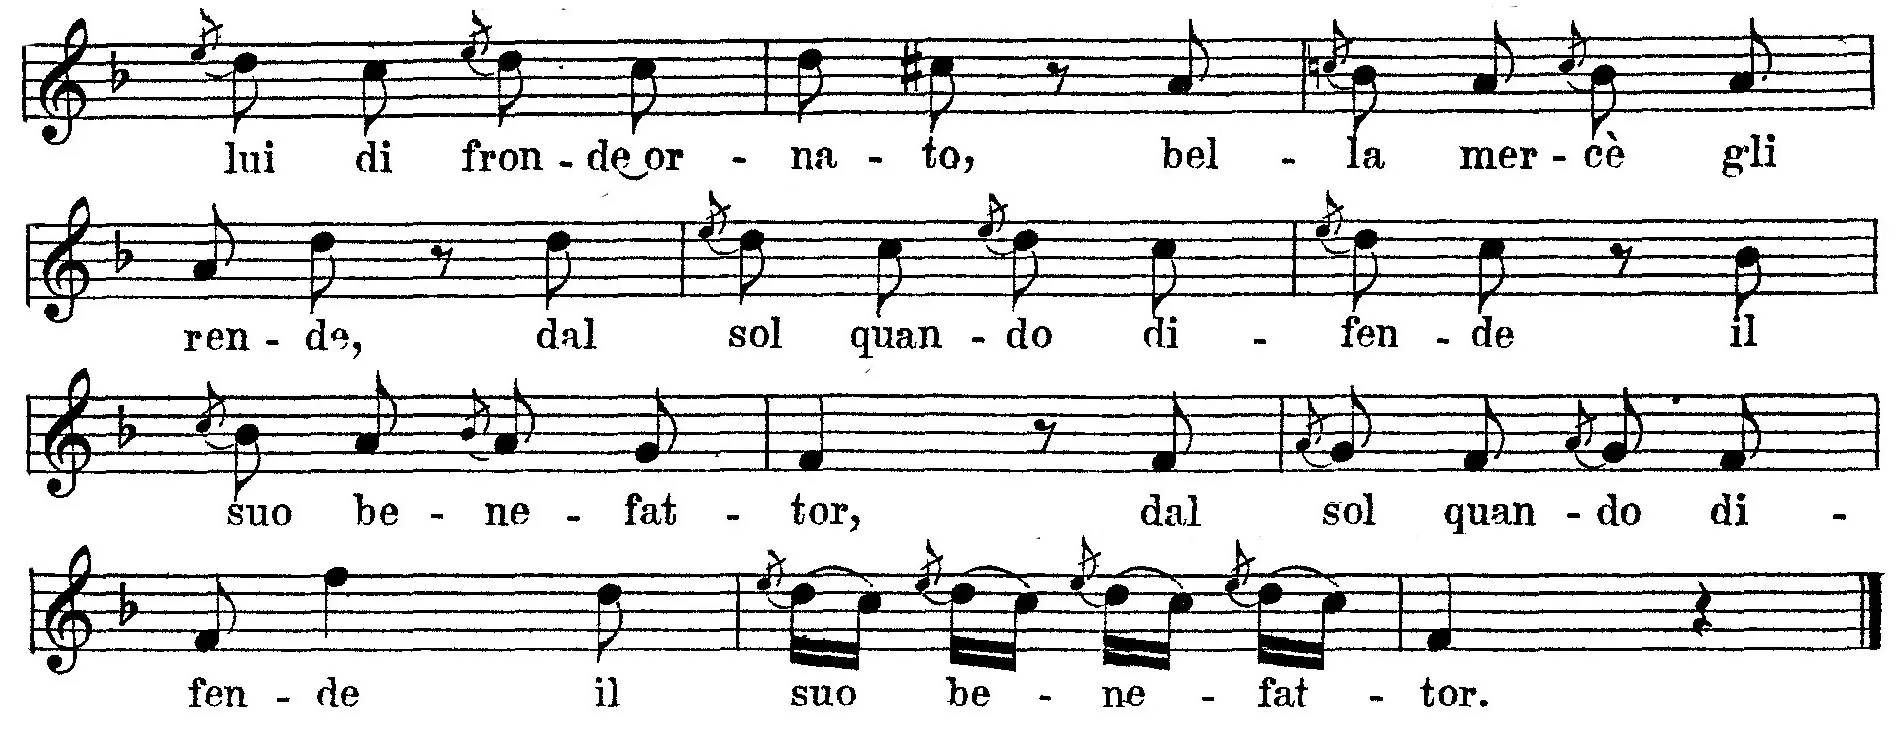 lui di fron - de or - na - to, bel - la mer - cè gli
ren - de, dal sol quan - do di - fen - de il
suo be - ne - fat - tor, dal sol quan - do di -
fen - de il suo be - ne - fat - tor.